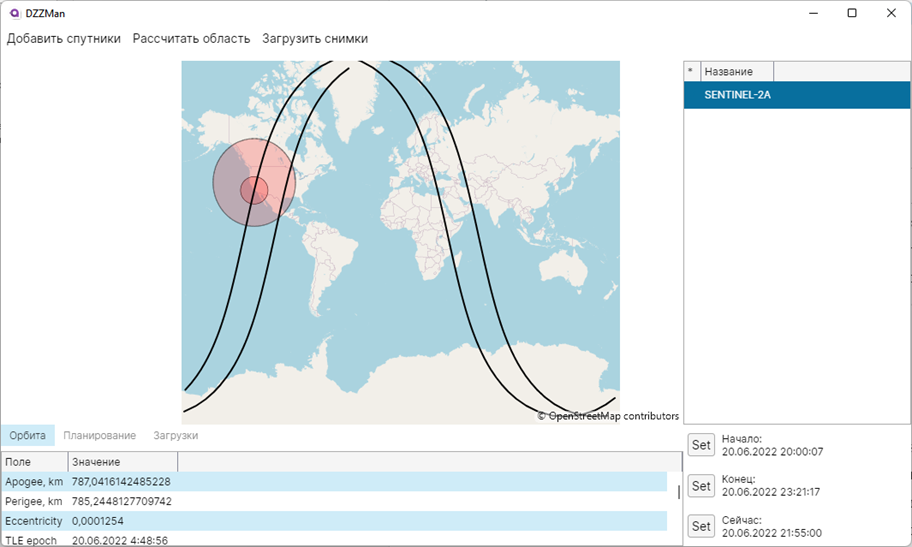 DZZMan
Добавить спутники Рассчитать область Загрузить снимки
* Название
SENTINEL-2A
© OpenStreetMap contributors
Орбита Планирование Загрузки
Поле Значение
Apogee, km 787,0416142485228
Perigee, km 785,2448127709742
Eccentricity 0,0001254
TLE epoch 20.06.2022 4:48:56
Set Начало:
20.06.2022 20:00:07
Set Конец:
20.06.2022 23:21:17
Set Сейчас:
20.06.2022 21:55:00